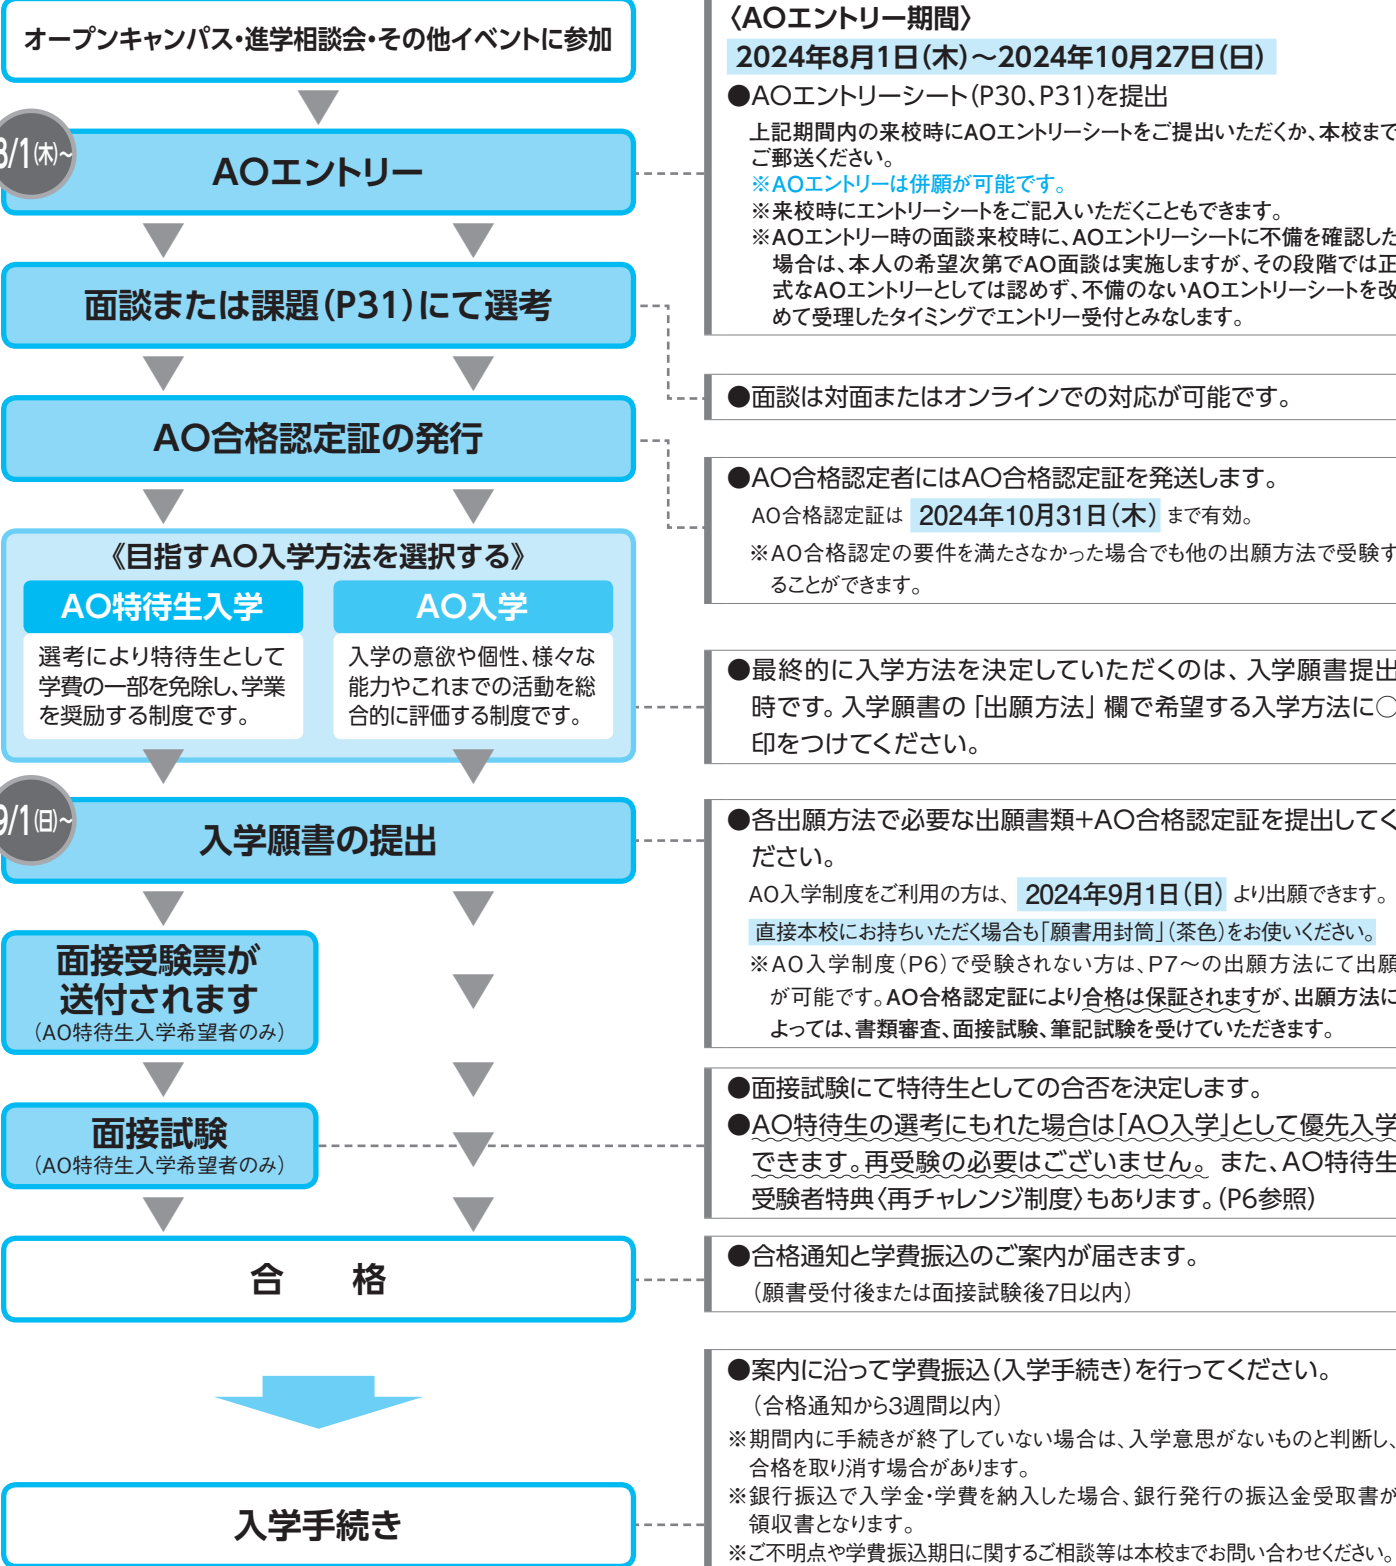 オープンキャンパス・進学相談会・その他イベントに参加
8/1(木)~
AOエントリー
面談または課題(P31)にて選考
AO合格認定証の発行
《目指すAO入学方法を選択する》
AO特待生入学
選考により特待生として
学費の一部を免除し、学業
を奨励する制度です。
AO入学
入学の意欲や個性、様々な
能力やこれまでの活動を総
合的に評価する制度です。
9/1(日)~
入学願書の提出
面接受験票が
送付されます
(AO特待生入学希望者のみ)
面接試験
(AO特待生入学希望者のみ)
合　格
入学手続き
〈AOエントリー期間〉
2024年8月1日(木)～2024年10月27日(日)
●AOエントリーシート(P30、P31)を提出
上記期間内の来校時にAOエントリーシートをご提出いただくか、本校まで
ご郵送ください。
※AOエントリーは併願が可能です。
※来校時にエントリーシートをご記入いただくこともできます。
※AOエントリー時の面談来校時に、AOエントリーシートに不備を確認した
場合は、本人の希望次第でAO面談は実施しますが、その段階では正
式なAOエントリーとしては認めず、不備のないAOエントリーシートを改
めて受理したタイミングでエントリー受付とみなします。
●面談は対面またはオンラインでの対応が可能です。
●AO合格認定者にはAO合格認定証を発送します。
AO合格認定証は 2024年10月31日(木) まで有効。
※AO合格認定の要件を満たさなかった場合でも他の出願方法で受験す
ることができます。
●最終的に入学方法を決定していただくのは、入学願書提出
時です。入学願書の「出願方法」欄で希望する入学方法に○
印をつけてください。
●各出願方法で必要な出願書類+AO合格認定証を提出してく
ださい。
AO入学制度をご利用の方は、 2024年9月1日(日) より出願できます。
直接本校にお持ちいただく場合も「願書用封筒」(茶色)をお使いください。
※AO入学制度(P6)で受験されない方は、P7～の出願方法にて出願
が可能です。AO合格認定証により合格は保証されますが、出願方法に
よっては、書類審査、面接試験、筆記試験を受けていただきます。
●面接試験にて特待生としての合否を決定します。
●AO特待生の選考にもれた場合は「AO入学」として優先入学
できます。再受験の必要はございません。また、AO特待生
受験者特典〈再チャレンジ制度〉もあります。(P6参照)
●合格通知と学費振込のご案内が届きます。
(願書受付後または面接試験後7日以内)
●案内に沿って学費振込(入学手続き)を行ってください。
(合格通知から3週間以内)
※期間内に手続きが終了していない場合は、入学意思がないものと判断し、
合格を取り消す場合があります。
※銀行振込で入学金・学費を納入した場合、銀行発行の振込金受取書が
領収書となります。
※ご不明点や学費振込期日に関するご相談等は本校までお問い合わせください。